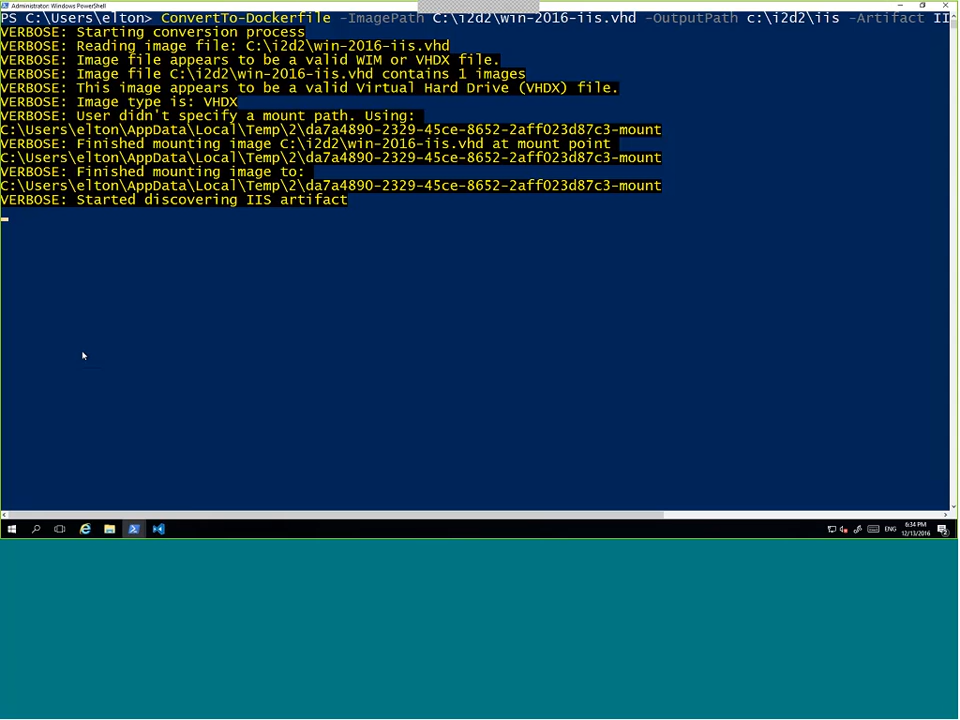 Administrator: Windows PowerShell
PS C:\Users\elton> ConvertTo-Dockerfile -ImagePath C:\i2d2\win-2016-iis.vhd -OutputPath c:\i2d2\iis -Artifact II
VERBOSE: Starting conversion process
VERBOSE: Reading image file: C:\i2d2\win-2016-iis.vhd
VERBOSE: Image file appears to be a valid WIM or VHDX file.
VERBOSE: Image file C:\i2d2\win-2016-iis.vhd contains 1 images
VERBOSE: This image appears to be a valid Virtual Hard Drive (VHDX) file.
VERBOSE: Image type is: VHDX
VERBOSE: User didn't specify a mount path. Using:
C:\Users\elton\AppData\Local\Temp\2\da7a4890-2329-45ce-8652-2aff023d87c3-mount
VERBOSE: Finished mounting image C:\i2d2\win-2016-iis.vhd at mount point
C:\Users\elton\AppData\Local\Temp\2\da7a4890-2329-45ce-8652-2aff023d87c3-mount
VERBOSE: Finished mounting image to:
C:\Users\elton\AppData\Local\Temp\2\da7a4890-2329-45ce-8652-2aff023d87c3-mount
VERBOSE: Started discovering IIS artifact
ENG
6:34 PM
12/13/2016